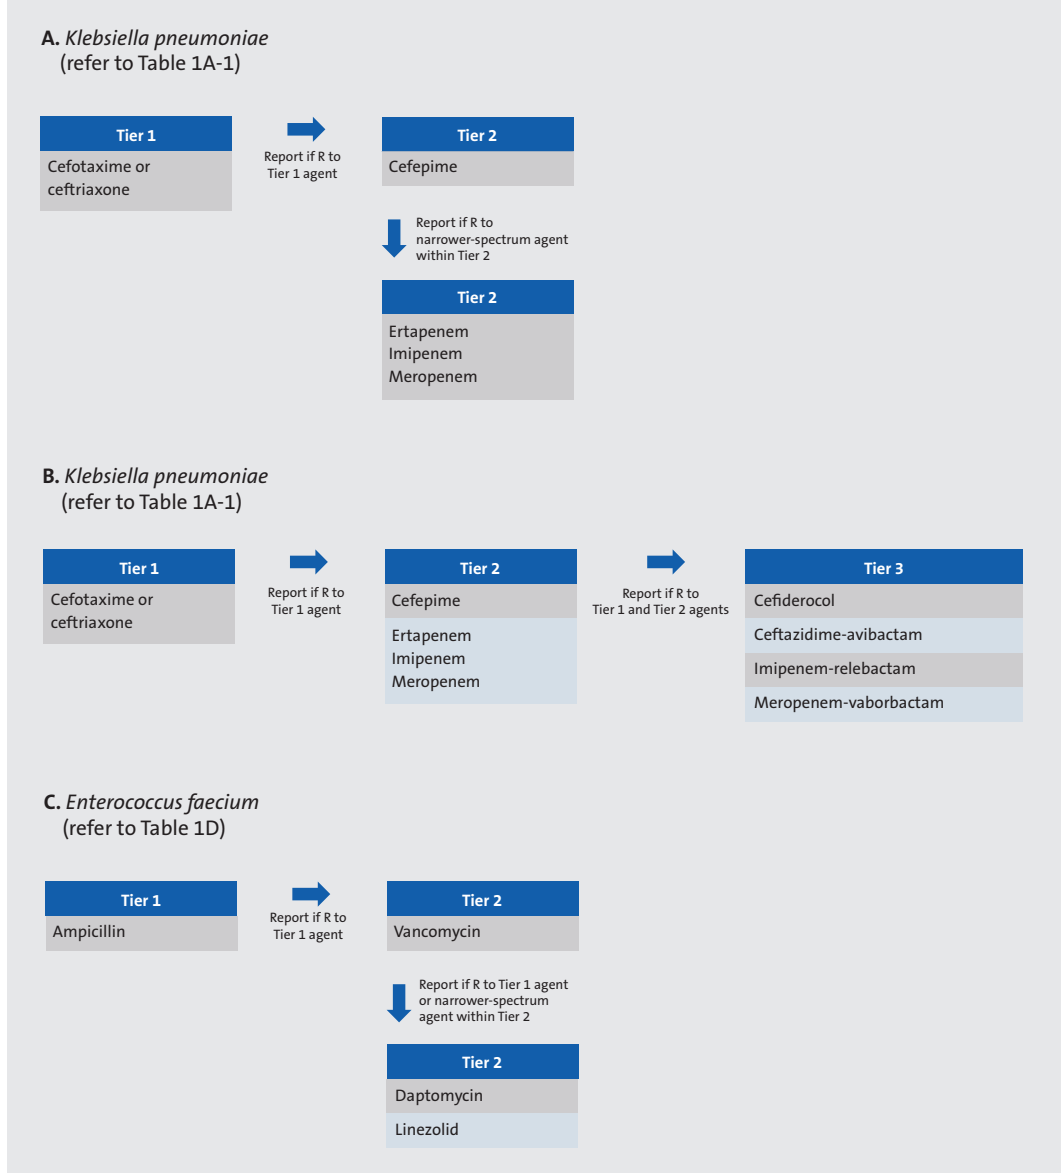 A. Klebsiella pneumoniae
(refer to Table 1A-1)
Tier 1
Cefotaxime or
ceftriaxone
Report if R to
Tier 1 agent
Tier 2
Cefepime
Report if R to
narrower-spectrum agent
within Tier 2
Tier 2
Ertapenem
Imipenem
Meropenem
B. Klebsiella pneumoniae
(refer to Table 1A-1)
Tier 1
Cefotaxime or
ceftriaxone
Report if R to
Tier 1 agent
Tier 2
Cefepime
Ertapenem
Imipenem
Meropenem
Report if R to
Tier 1 and Tier 2 agents
Tier 3
Cefiderocol
Ceftazidime-avibactam
Imipenem-relebactam
Meropenem-vaborbactam
C. Enterococcus faecium
(refer to Table 1D)
Tier 1
Ampicillin
Report if R to
Tier 1 agent
Tier 2
Vancomycin
Report if R to Tier 1 agent
or narrower-spectrum
agent within Tier 2
Tier 2
Daptomycin
Linezolid